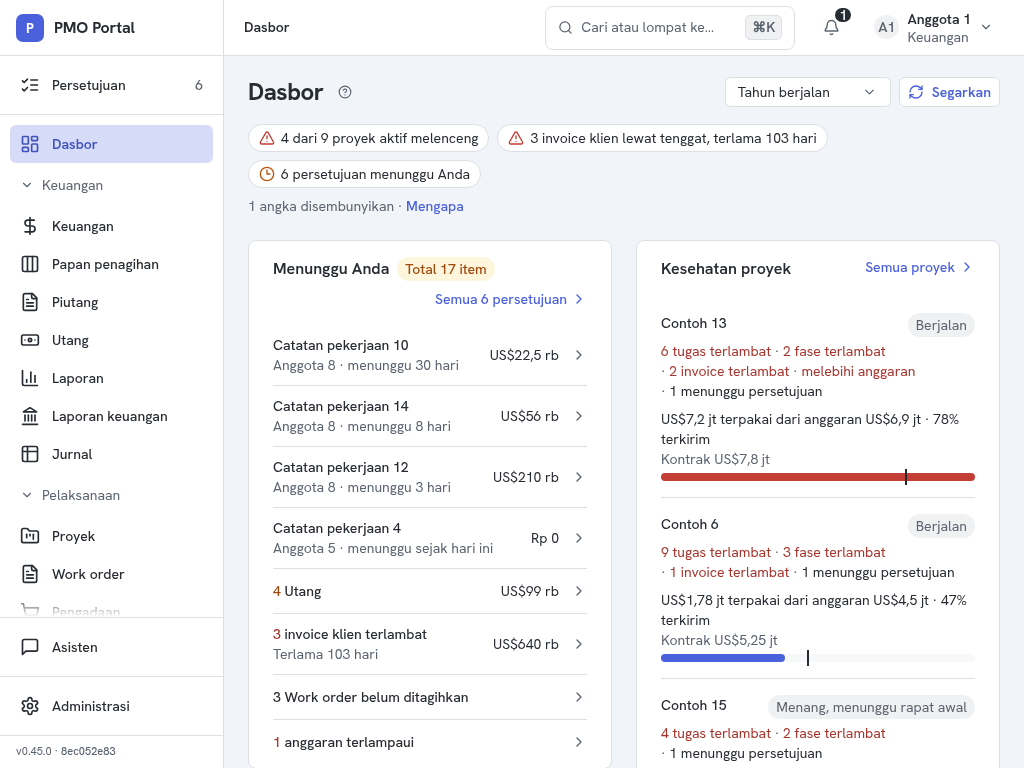 P PMO Portal
Persetujuan 6
Dasbor
Keuangan
Keuangan
Papan penagihan
Piutang
Utang
Laporan
Laporan keuangan
Jurnal
Pelaksanaan
Proyek
Work order
Pengadaan
Asisten
Administrasi
v0.45.0 · 8ec052e83
Dasbor
Cari atau lompat ke... ⌘K
1
A1 Anggota 1
Keuangan
Dasbor
Tahun berjalan
Segarkan
4 dari 9 proyek aktif melenceng
3 invoice klien lewat tenggat, terlama 103 hari
6 persetujuan menunggu Anda
1 angka disembunyikan · Mengapa
Menunggu Anda Total 17 item
Semua 6 persetujuan
Catatan pekerjaan 10
Anggota 8 · menunggu 30 hari
US$22,5 rb
Catatan pekerjaan 14
Anggota 8 · menunggu 8 hari
US$56 rb
Catatan pekerjaan 12
Anggota 8 · menunggu 3 hari
US$210 rb
Catatan pekerjaan 4
Anggota 5 · menunggu sejak hari ini
Rp 0
4 Utang US$99 rb
3 invoice klien terlambat
Terlama 103 hari
US$640 rb
3 Work order belum ditagihkan
1 anggaran terlampaui
Kesehatan proyek
Semua proyek
Contoh 13 Berjalan
6 tugas terlambat · 2 fase terlambat
· 2 invoice terlambat · melebihi anggaran
· 1 menunggu persetujuan
US$7,2 jt terpakai dari anggaran US$6,9 jt · 78%
terkirim
Kontrak US$7,8 jt
Contoh 6 Berjalan
9 tugas terlambat · 3 fase terlambat
· 1 invoice terlambat · 1 menunggu persetujuan
US$1,78 jt terpakai dari anggaran US$4,5 jt · 47%
terkirim
Kontrak US$5,25 jt
Contoh 15 Menang, menunggu rapat awal
4 tugas terlambat · 2 fase terlambat
· 1 menunggu persetujuan